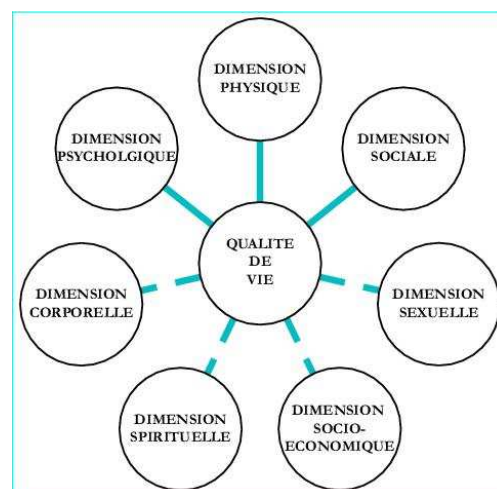 DIMENSION
PHYSIQUE
DIMENSION
PSYCHOLGIQUE
DIMENSION
SOCIALE
QUALITE
DE
VIE
DIMENSION
CORPORELLE
DIMENSION
SEXUELLE
DIMENSION
SPIRITUELLE
DIMENSION
SOCIO-
ECONOMIQUE